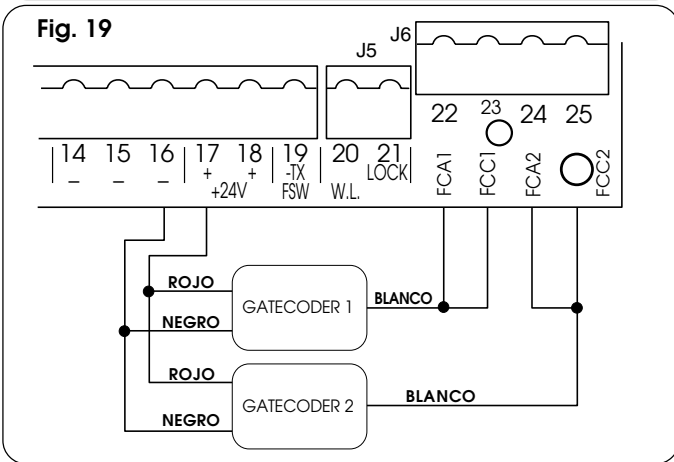 Fig. 19
J5
J6
14 15 16 17 18 19 20 21 22 23 24 25
– – – + + -TX LOCK
+24V FSW W.L.
FCA1 FCC1 FCA2 FCC2
ROJO
GATECODER 1
BLANCO
NEGRO
ROJO
GATECODER 2
BLANCO
NEGRO